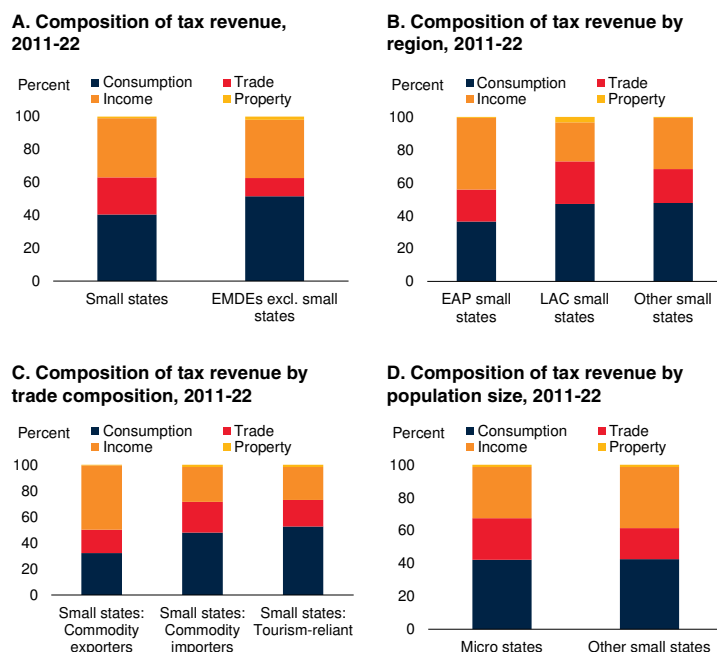 A. Composition of tax revenue,
2011-22
Percent
Consumption
Trade
Income
Property
100
80
60
40
20
0
Small states
EMDEs excl. small
states
B. Composition of tax revenue by
region, 2011-22
Percent
Consumption
Trade
Income
Property
100
80
60
40
20
0
EAP small
states
LAC small
states
Other small
states
C. Composition of tax revenue by
trade composition, 2011-22
Percent
Consumption
Trade
Income
Property
100
80
60
40
20
0
Small states:
Commodity
exporters
Small states:
Commodity
importers
Small states:
Tourism-reliant
D. Composition of tax revenue by
population size, 2011-22
Percent
Consumption
Trade
Income
Property
100
80
60
40
20
0
Micro states
Other small states